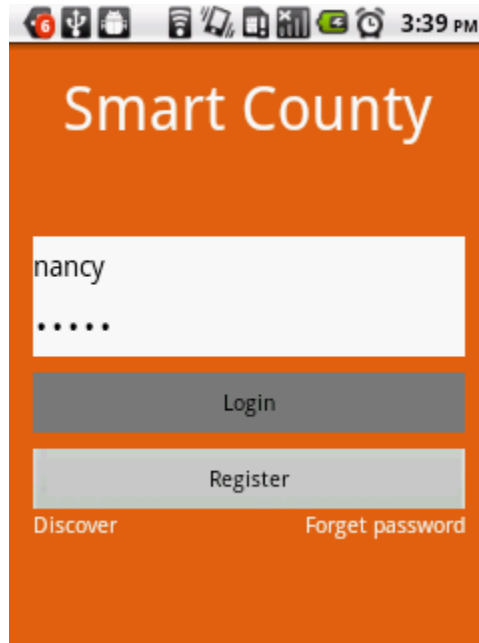 6 3:39 PM
Smart County
nancy
•••••
Login
Register
Discover Forget password